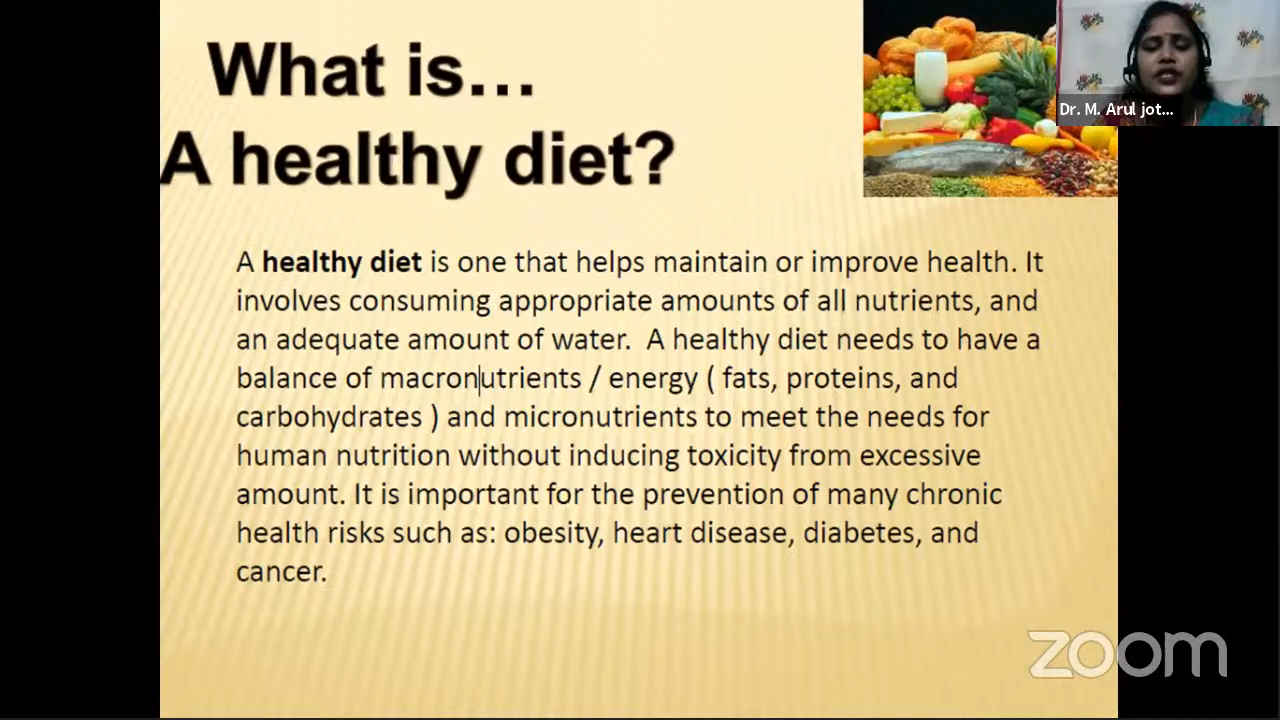 What is…
A healthy diet?
Dr. M. Arul jot...
A healthy diet is one that helps maintain or improve health. It
involves consuming appropriate amounts of all nutrients, and
an adequate amount of water.  A healthy diet needs to have a
balance of macronutrients / energy ( fats, proteins, and
carbohydrates ) and micronutrients to meet the needs for
human nutrition without inducing toxicity from excessive
amount. It is important for the prevention of many chronic
health risks such as: obesity, heart disease, diabetes, and
cancer.
zoom